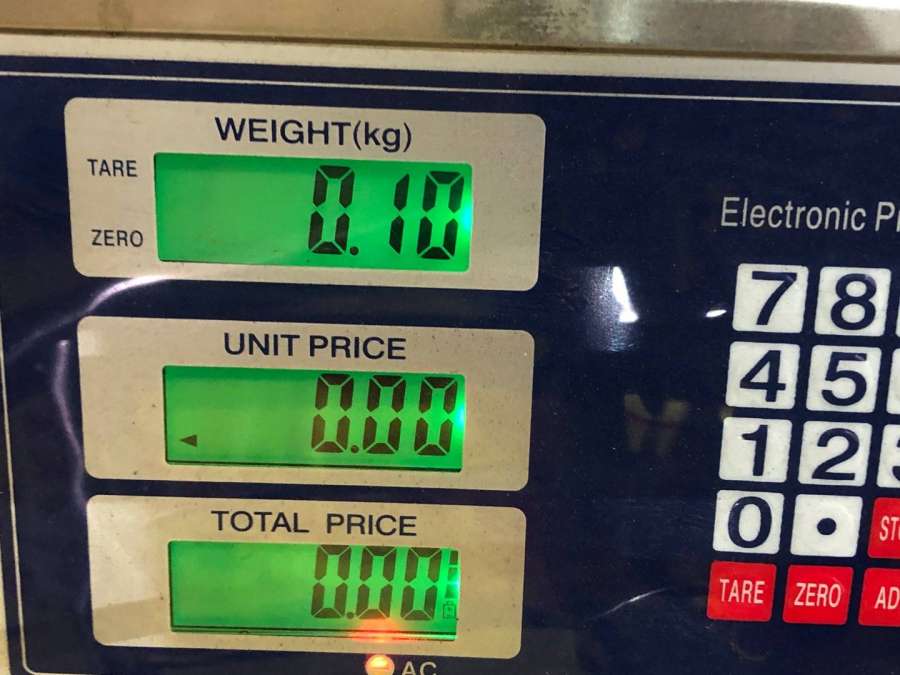 WEIGHT(kg)
TARE
0.10
ZERO
UNIT PRICE
0.00
TOTAL PRICE
0.00
AC
Electronic
7 8
4 5
1 2
0 .
TARE ZERO